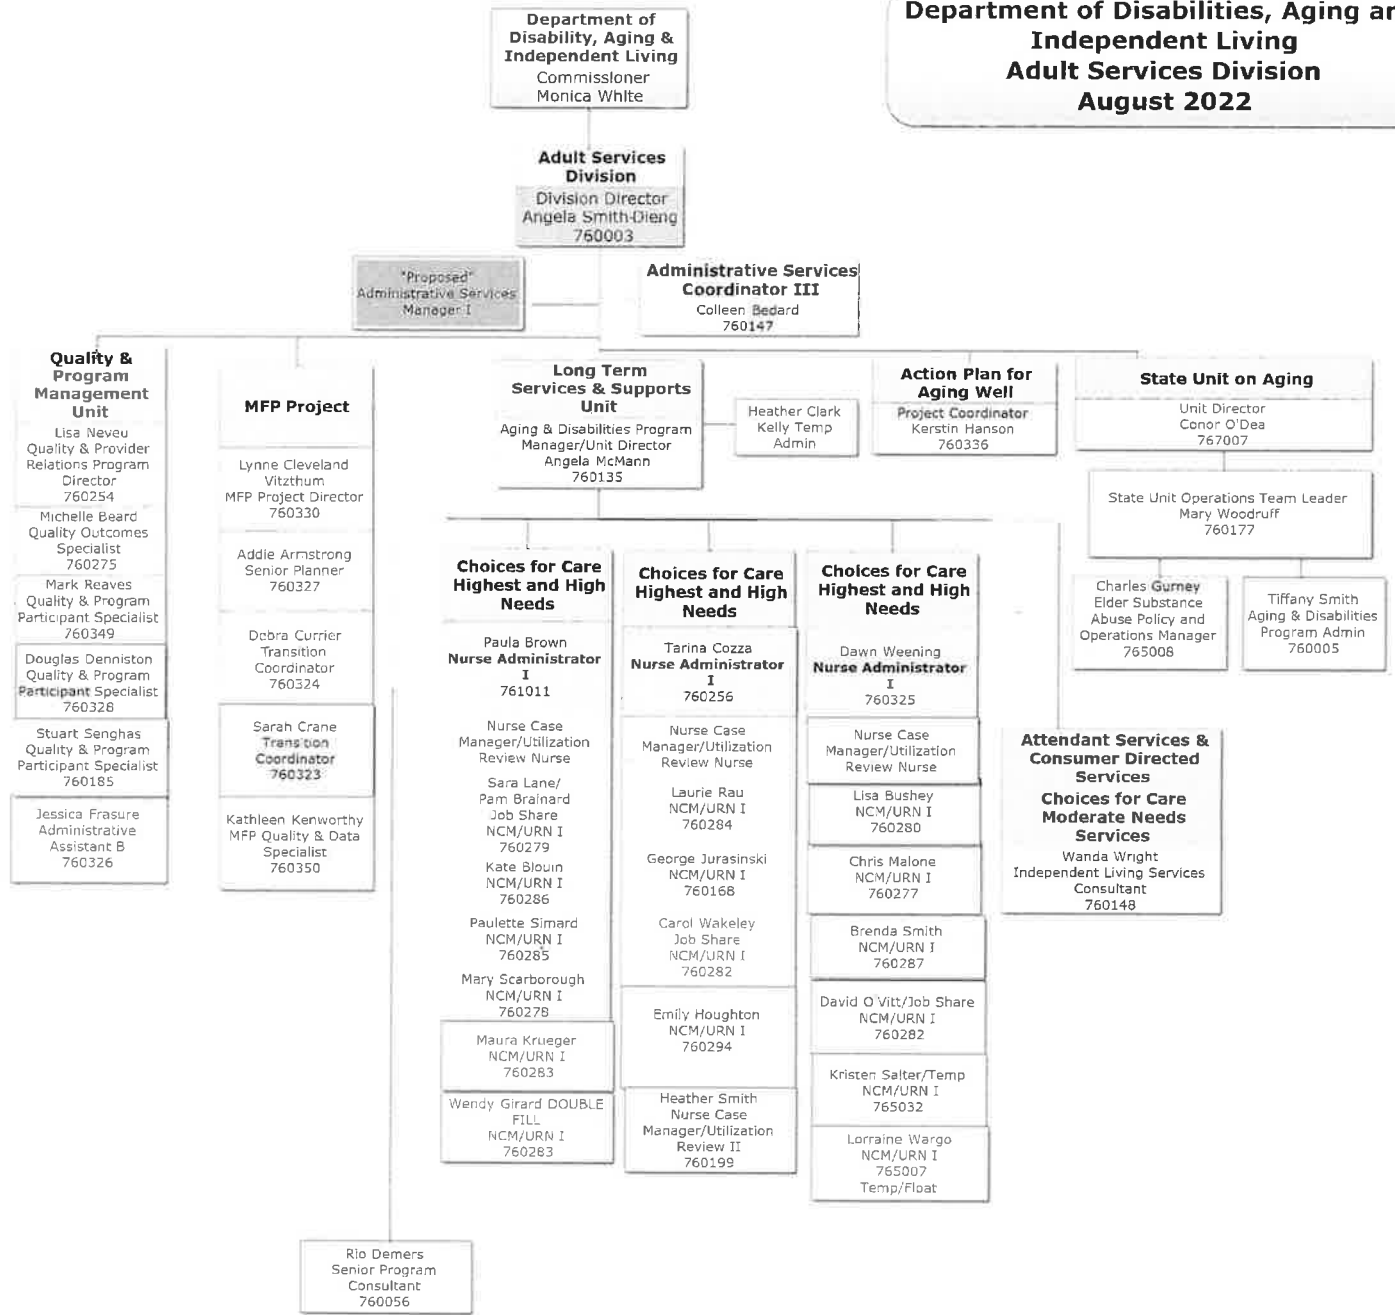 Department of Disabilities, Aging an
Independent Living
Adult Services Division
August 2022
Department of
Disability, Aging &
Independent Living
Commissioner
Monica White
Adult Services
Division
Division Director
Angela Smith-Dieng
760003
"Proposed"
Administrative Services
Manager I
Administrative Services
Coordinator III
Colleen Bedard
760147
Quality &
Program
Management
Unit
Lisa Neveu
Quality & Provider
Relations Program
Director
760254
Michelle Beard
Quality Outcomes
Specialist
760275
Mark Reaves
Quality & Program
Participant Specialist
760349
Douglas Denniston
Quality & Program
Participant Specialist
760328
Stuart Senghas
Quality & Program
Participant Specialist
760185
Jessica Frasure
Administrative
Assistant B
760326
MFP Project
Lynne Cleveland
Vitzthum
MFP Project Director
760330
Addie Armstrong
Senior Planner
760327
Debra Currier
Transition
Coordinator
760324
Sarah Crane
Transition
Coordinator
760323
Kathleen Kenworthy
MFP Quality & Data
Specialist
760350
Long Term
Services & Supports
Unit
Aging & Disabilities Program
Manager/Unit Director
Angela McMann
760135
Heather Clark
Kelly Temp
Admin
Action Plan for
Aging Well
Project Coordinator
Kerstin Hanson
760336
State Unit on Aging
Unit Director
Conor O'Dea
767007
State Unit Operations Team Leader
Mary Woodruff
760177
Charles Gurney
Elder Substance
Abuse Policy and
Operations Manager
765008
Tiffany Smith
Aging & Disabilities
Program Admin
760005
Choices for Care
Highest and High
Needs
Paula Brown
Nurse Administrator
I
761011
Nurse Case
Manager/Utilization
Review Nurse
Sara Lane/
Pam Brainard
Job Share
NCM/URN I
760279
Kate Blouin
NCM/URN I
760286
Paulette Simard
NCM/URN I
760285
Mary Scarborough
NCM/URN I
760278
Maura Krueger
NCM/URN I
760283
Wendy Girard DOUBLE
FILL
NCM/URN I
760283
Choices for Care
Highest and High
Needs
Tarina Cozza
Nurse Administrator
I
760256
Nurse Case
Manager/Utilization
Review Nurse
Laurie Rau
NCM/URN I
760284
George Jurasinski
NCM/URN I
760168
Carol Wakeley
Job Share
NCM/URN I
760282
Emily Houghton
NCM/URN I
760294
Heather Smith
Nurse Case
Manager/Utilization
Review II
760199
Choices for Care
Highest and High
Needs
Dawn Weening
Nurse Administrator
I
760325
Nurse Case
Manager/Utilization
Review Nurse
Lisa Bushey
NCM/URN I
760280
Chris Malone
NCM/URN I
760277
Brenda Smith
NCM/URN I
760287
David O'Vitt/Job Share
NCM/URN I
760282
Kristen Salter/Temp
NCM/URN I
765032
Lorraine Wargo
NCM/URN I
765007
Temp/Float
Attendant Services &
Consumer Directed
Services
Choices for Care
Moderate Needs
Services
Wanda Wright
Independent Living Services
Consultant
760148
Rio Demers
Senior Program
Consultant
760056